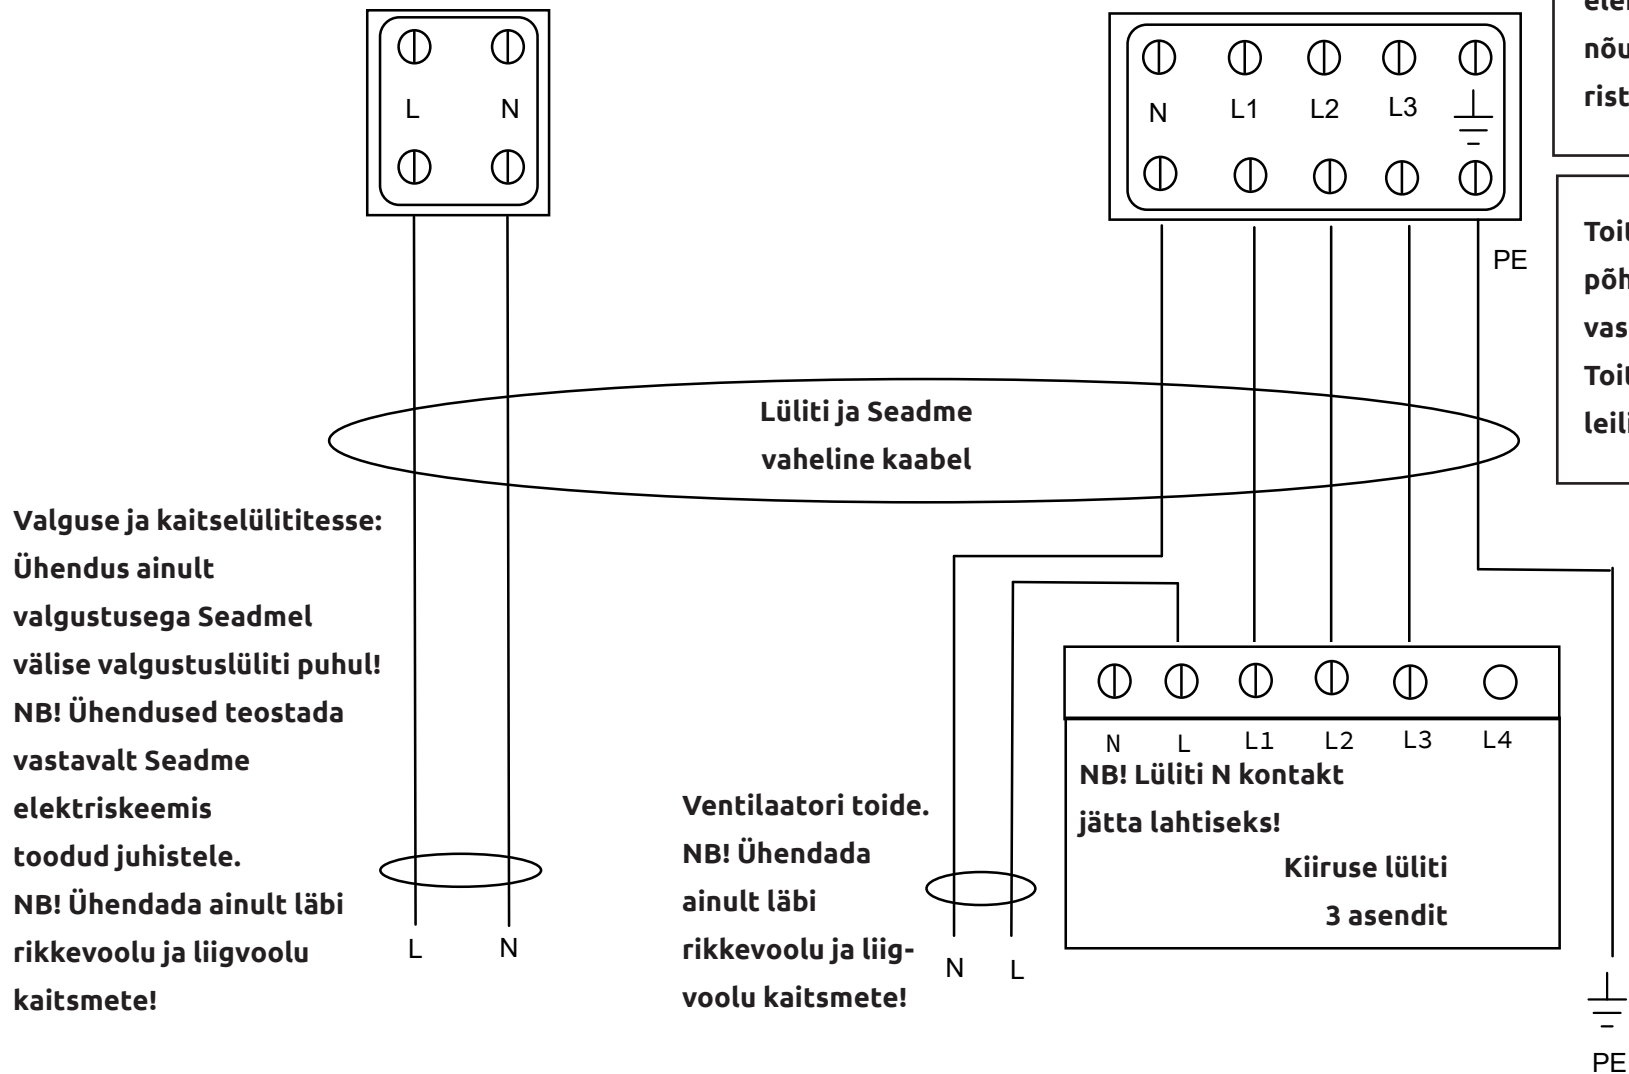 L N
N L1 L2 L3
PE
Lüliti ja Seadme
vaheline kaabel
Valguse ja kaitselülititesse:
Ühendus ainult
valgustusega Seadmel
välise valgustuslüliti puhul!
NB! Ühendused teostada
vastavalt Seadme
elektriskeemis
toodud juhistele.
NB! Ühendada ainult läbi
rikkevoolu ja liigvoolu
kaitsmete!
L N
Ventilaatori toide.
NB! Ühendada
ainult läbi
rikkevoolu ja liig-
voolu kaitsmete!
N L
N L L1 L2 L3 L4
NB! Lüliti N kontakt
jätta lahtiseks!
Kiiruse lüliti
3 asendit
PE